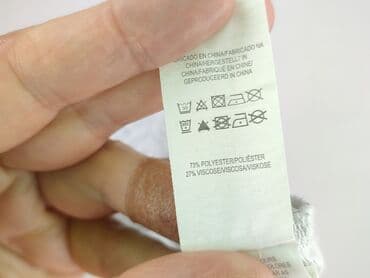 FABRICADO EN CHINA/FABRICADO NA
CHINA/HERGESTELLT IN
CHINA/FABRIQUÉ EN CHINE/
GEPRODUCEERD IN CHINA
73% POLYESTER/POLIÉSTER
27% VISCOSE/VISCOSA/VISKOSE